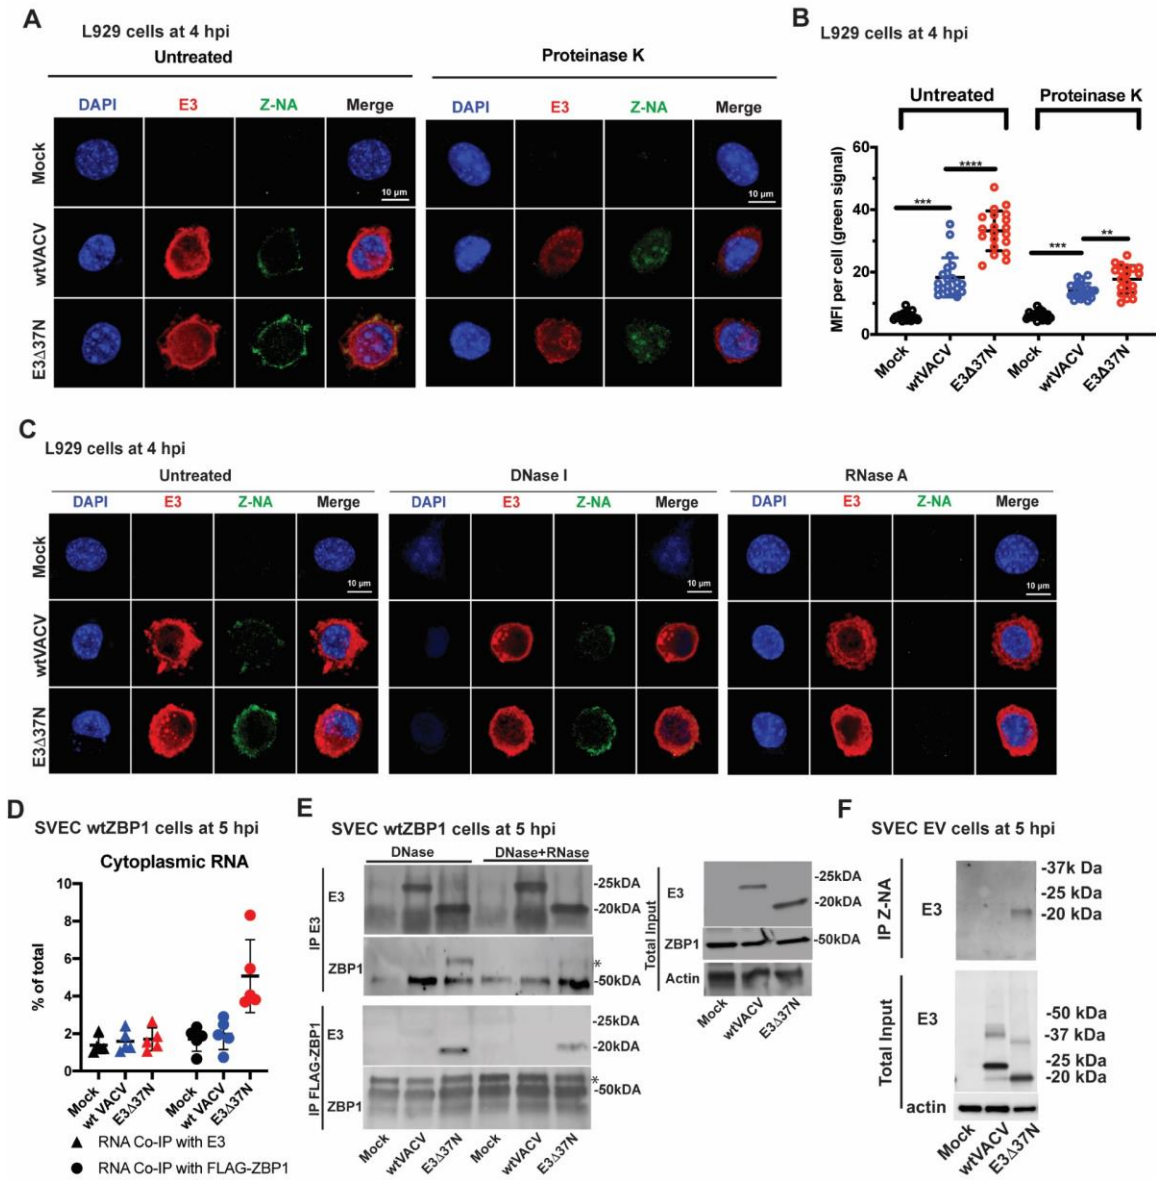 A
L929 cells at 4 hpi
Untreated
Proteinase K
DAPI E3 Z-NA Merge
DAPI E3 Z-NA Merge
Mock
10 µm
10 µm
wtVACV
E3Δ37N
B
L929 cells at 4 hpi
Untreated
Proteinase K
MFI per cell (green signal)
60
40
20
0
***
****
***
**
Mock
wtVACV
E3Δ37N
Mock
wtVACV
E3Δ37N
C
L929 cells at 4 hpi
Untreated
DNase I
RNase A
DAPI E3 Z-NA Merge
DAPI E3 Z-NA Merge
DAPI E3 Z-NA Merge
Mock
10 µm
10 µm
10 µm
wtVACV
E3Δ37N
D
SVEC wtZBP1 cells at 5 hpi
Cytoplasmic RNA
% of total
10
8
6
4
2
0
Mock
wt VACV
E3Δ37N
Mock
wt VACV
E3Δ37N
▲ RNA Co-IP with E3
● RNA Co-IP with FLAG-ZBP1
E
SVEC wtZBP1 cells at 5 hpi
DNase
DNase+RNase
IP E3
E3
-25kDA
-20kDA
ZBP1
*
-50kDA
IP FLAG-ZBP1
E3
-25kDA
-20kDA
ZBP1
*
-50kDA
Mock
wtVACV
E3Δ37N
Mock
wtVACV
E3Δ37N
Total Input
E3
-25kDA
-20kDA
ZBP1
-50kDA
Actin
Mock
wtVACV
E3Δ37N
F
SVEC EV cells at 5 hpi
IP Z-NA
E3
-37k Da
-25 kDa
-20 kDa
Total Input
E3
-50 kDa
-37 kDa
-25 kDa
-20 kDa
actin
Mock
wtVACV
E3Δ37N